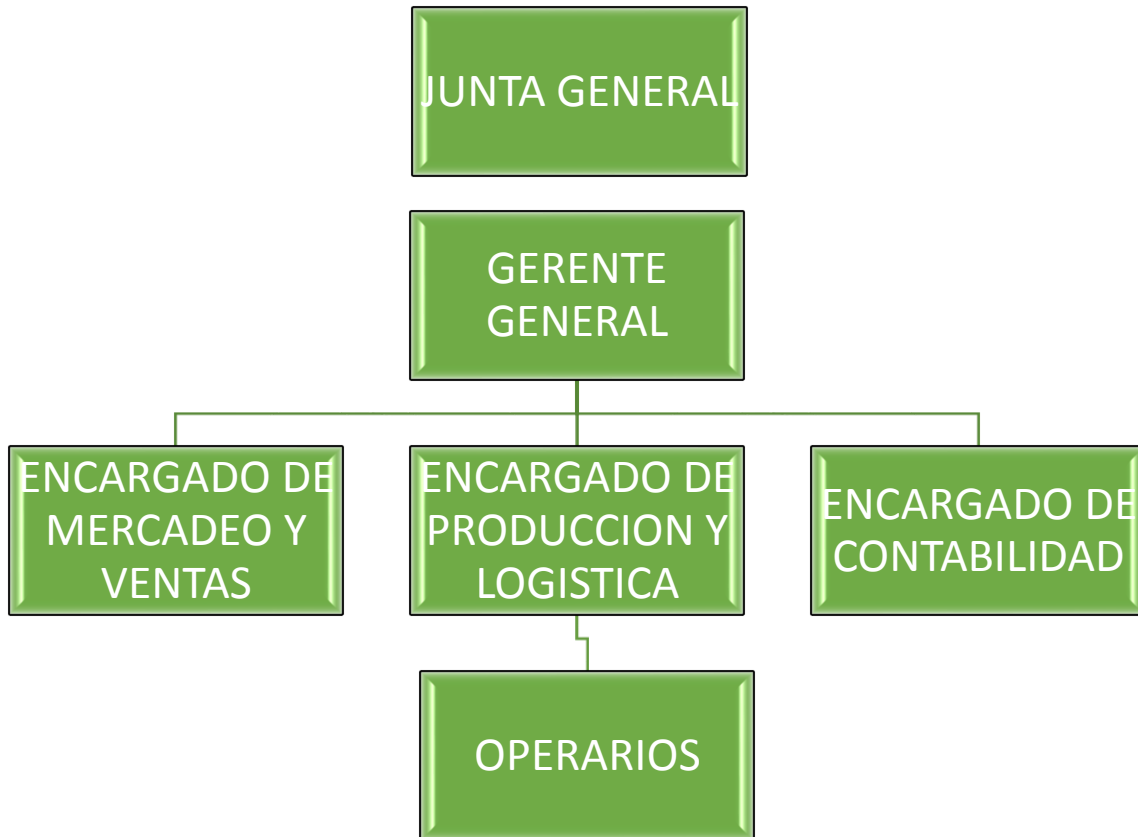 JUNTA GENERAL
GERENTE
GENERAL
ENCARGADO DE
MERCADEO Y
VENTAS
ENCARGADO DE
PRODUCCION Y
LOGISTICA
ENCARGADO DE
CONTABILIDAD
OPERARIOS